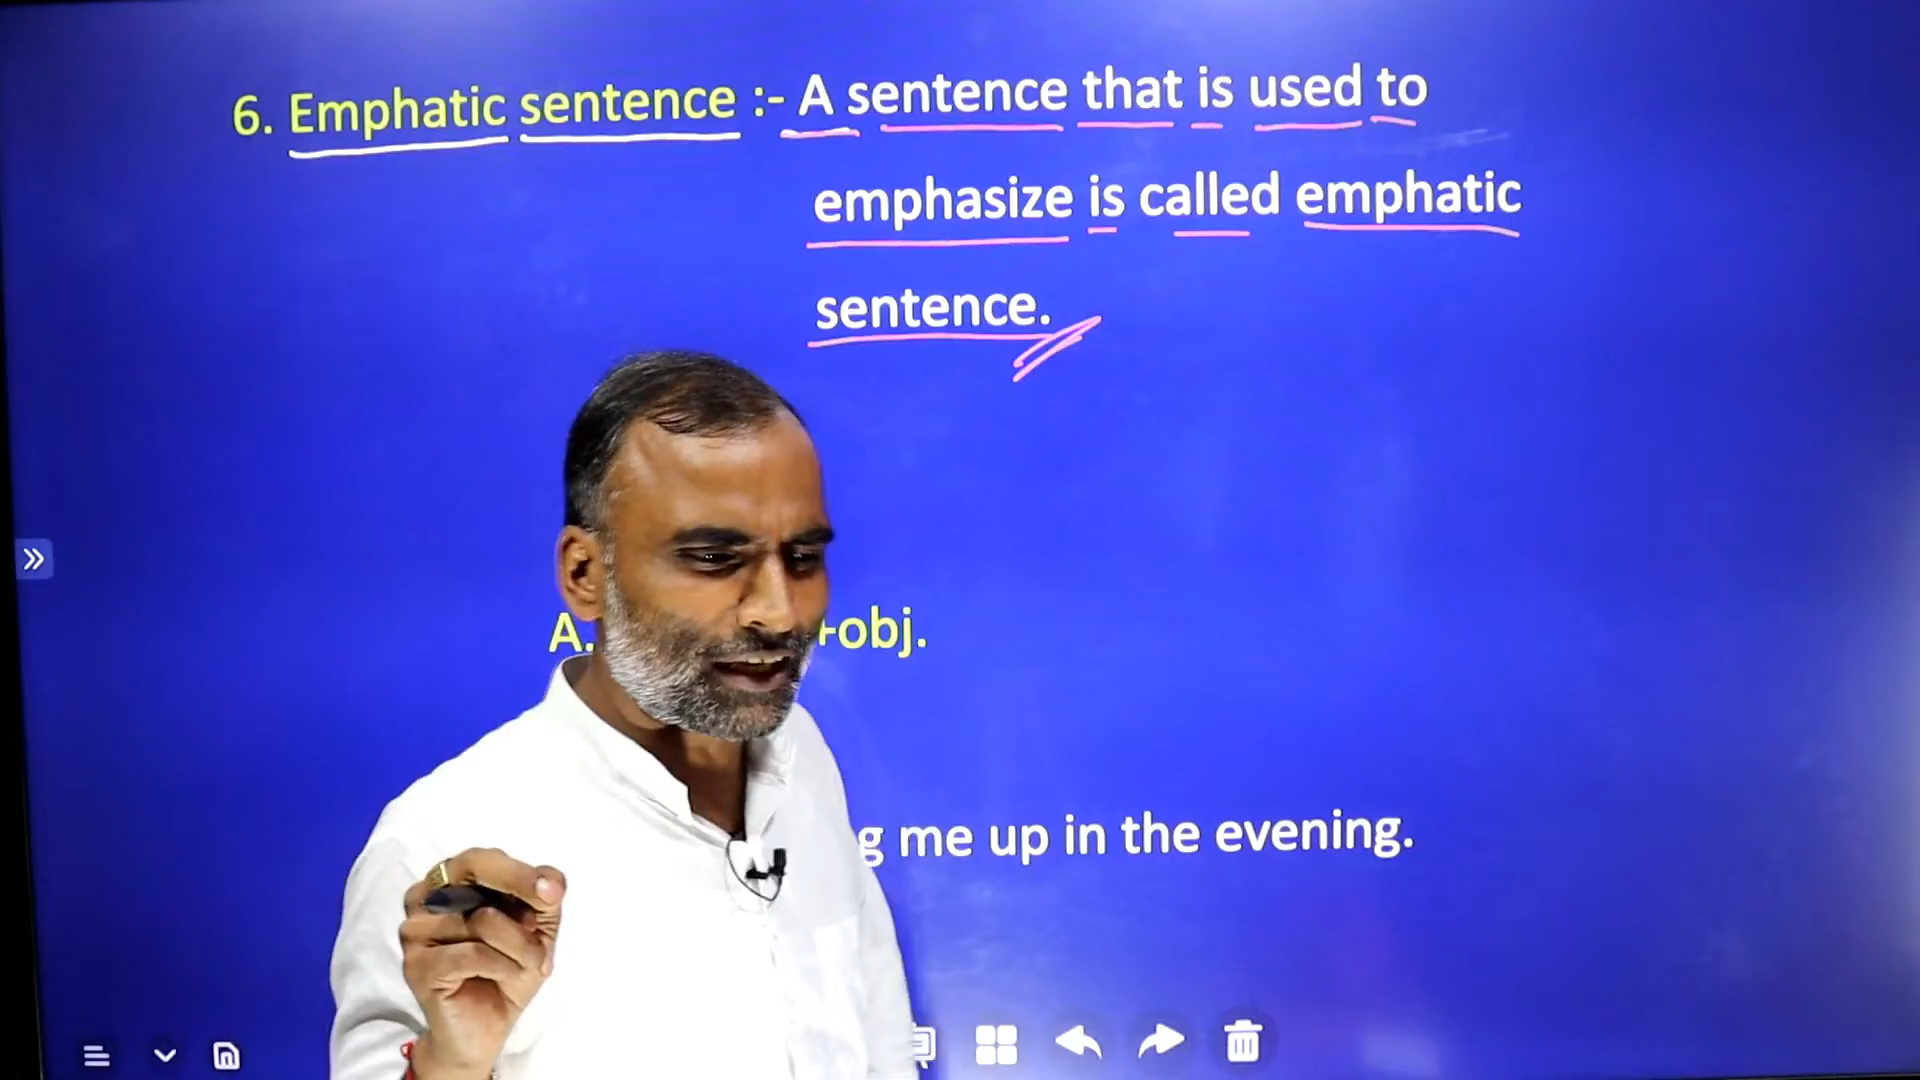 6. Emphatic sentence :- A sentence that is used to
emphasize is called emphatic
sentence.
A. +obj.
me up in the evening.